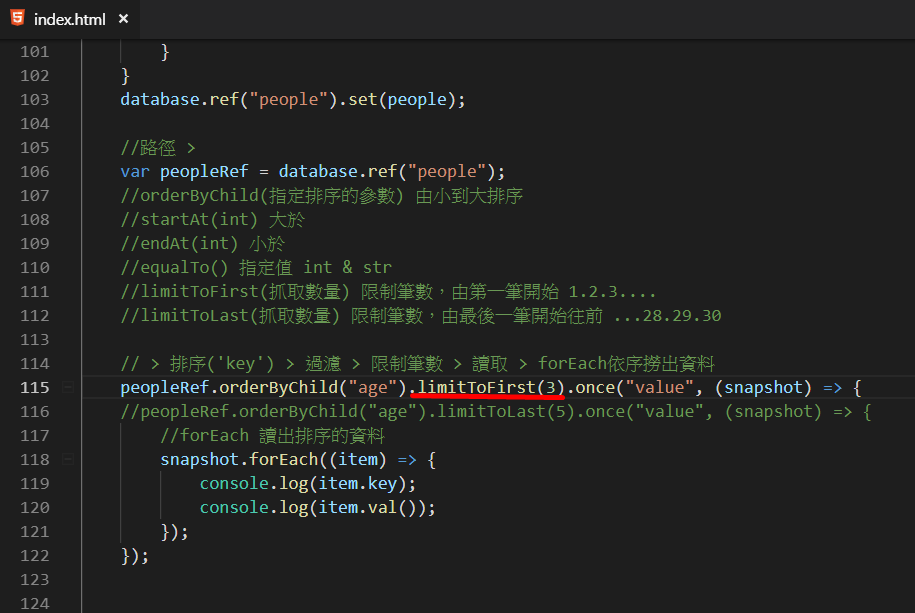 index.html ×
101 }
102 }
103 database.ref("people").set(people);
104
105 //路徑 >
106 var peopleRef = database.ref("people");
107 //orderByChild(指定排序的參數) 由小到大排序
108 //startAt(int) 大於
109 //endAt(int) 小於
110 //equalTo() 指定值 int & str
111 //limitToFirst(抓取數量) 限制筆數，由第一筆開始 1.2.3....
112 //limitToLast(抓取數量) 限制筆數，由最後一筆開始往前 ...28.29.30
113
114 // > 排序('key') > 過濾 > 限制筆數 > 讀取 > forEach依序撈出資料
115 peopleRef.orderByChild("age").limitToFirst(3).once("value", (snapshot) => {
116 //peopleRef.orderByChild("age").limitToLast(5).once("value", (snapshot) => {
117 //forEach 讀出排序的資料
118 snapshot.forEach((item) => {
119 console.log(item.key);
120 console.log(item.val());
121 });
122 });
123
124